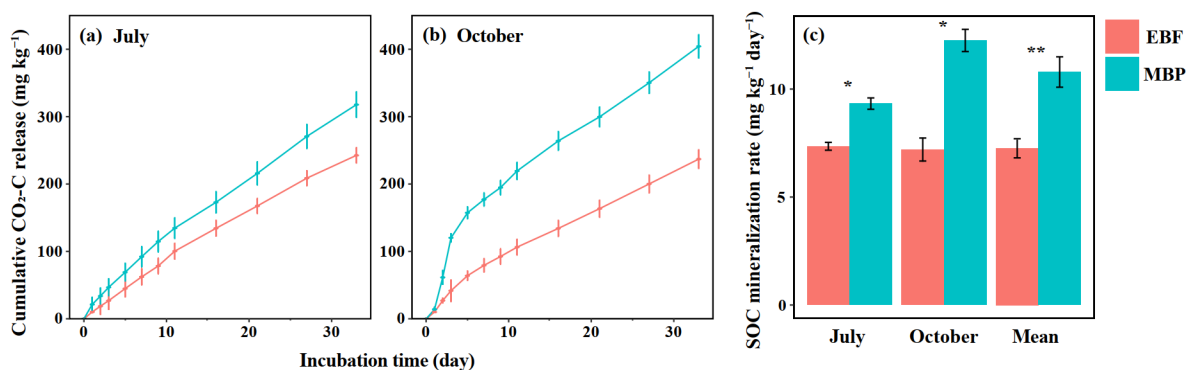 (a) July
(b) October
(c)
Cumulative CO₂-C release (mg kg⁻¹)
400
300
200
100
0
400
300
200
100
0
0
10
20
30
0
10
20
30
Incubation time (day)
SOC mineralization rate (mg kg⁻¹ day⁻¹)
10
5
0
*
*
**
July
October
Mean
EBF
MBP